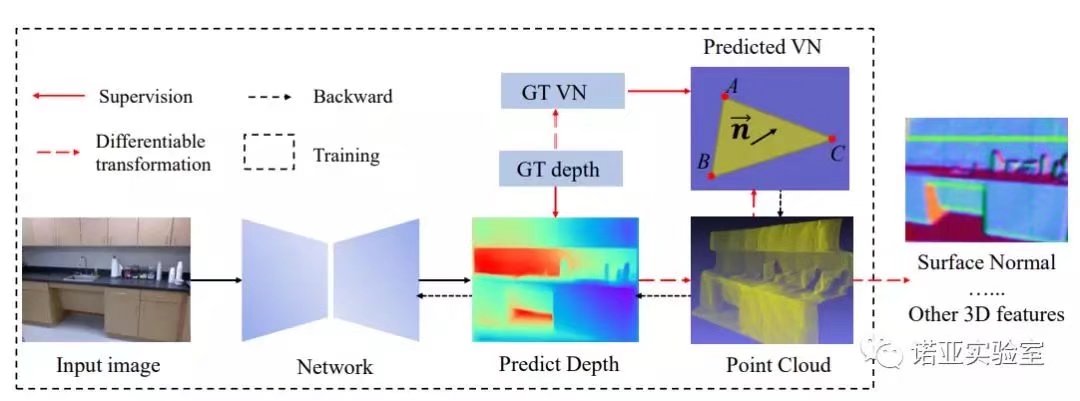 Predicted VN
Supervision
Backward
GT VN
Differentiable
transformation
Training
GT depth
A
n
B
C
Surface Normal
......
Other 3D features
Input image
Network
Predict Depth
Point Cloud
诺亚实验室